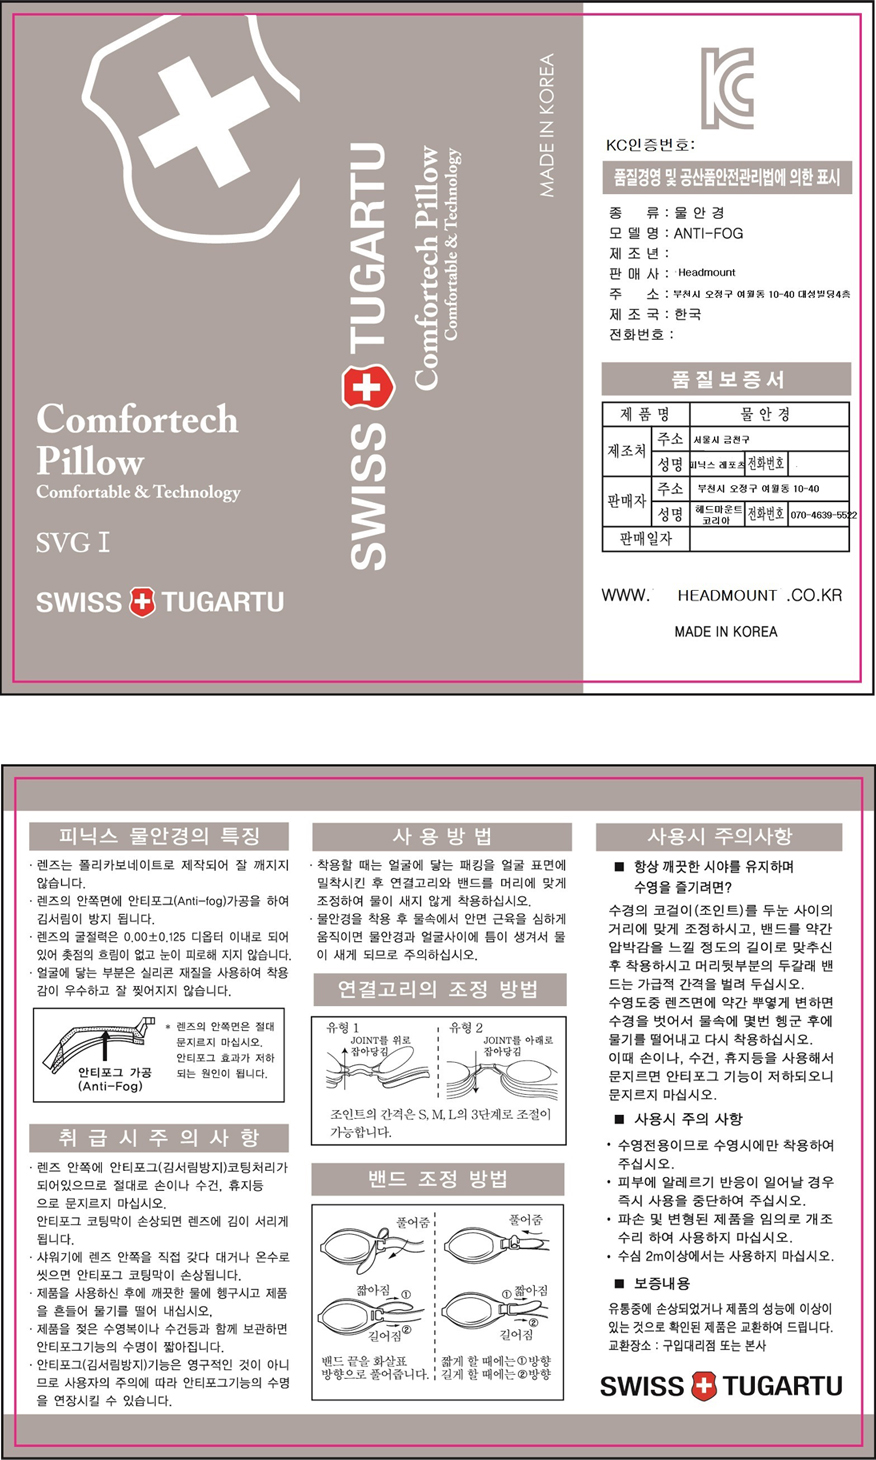 Comfortech
Pillow
Comfortable & Technology
SVG I
SWISS TUGARTU
SWISS TUGARTU
Comfortech Pillow
Comfortable & Technology
MADE IN KOREA
KC인증번호:
품질경영 및 공산품안전관리법에 의한 표시
종 류 : 물 안 경
모 델 명 : ANTI-FOG
제 조 년 :
판 매 사 : Headmount
주 소 : 부천시 오정구 여월동 10-40 대성빌딩4층
제 조 국 : 한국
전화번호 :
품 질 보 증 서
제 품 명 물 안 경
제조처 주소 서울시 금천구
성명 피닉스 레포츠 전화번호
판매자 주소 부천시 오정구 여월동 10-40
성명 헤드마운트 코리아 전화번호 070-4639-5522
판매일자
WWW. HEADMOUNT .CO.KR
MADE IN KOREA
피닉스 물안경의 특징
· 렌즈는 폴리카보네이트로 제작되어 잘 깨지지
않습니다.
· 렌즈의 안쪽면에 안티포그(Anti-fog)가공을 하여
김서림이 방지 됩니다.
· 렌즈의 굴절력은 0.00±0.125 디옵터 이내로 되어
있어 촛점의 흐림이 없고 눈이 피로해 지지 않습니다.
· 얼굴에 닿는 부분은 실리콘 재질을 사용하여 착용
감이 우수하고 잘 찢어지지 않습니다.
안티포그 가공
(Anti-Fog)
* 렌즈의 안쪽면은 절대
문지르지 마십시오.
안티포그 효과가 저하
되는 원인이 됩니다.
취 급 시 주 의 사 항
· 렌즈 안쪽에 안티포그(김서림방지)코팅처리가
되어있으므로 절대로 손이나 수건, 휴지등
으로 문지르지 마십시오.
안티포그 코팅막이 손상되면 렌즈에 김이 서리게
됩니다.
· 샤워기에 렌즈 안쪽을 직접 갖다 대거나 온수로
씻으면 안티포그 코팅막이 손상됩니다.
· 제품을 사용하신 후에 깨끗한 물에 헹구시고 제품
을 흔들어 물기를 떨어 내십시오.
· 제품을 젖은 수영복이나 수건등과 함께 보관하면
안티포그기능의 수명이 짧아집니다.
· 안티포그(김서림방지)기능은 영구적인 것이 아니
므로 사용자의 주의에 따라 안티포그기능의 수명
을 연장시킬 수 있습니다.
사 용 방 법
· 착용할 때는 얼굴에 닿는 패킹을 얼굴 표면에
밀착시킨 후 연결고리와 밴드를 머리에 맞게
조정하여 물이 새지 않게 착용하십시오.
· 물안경을 착용 후 물속에서 안면 근육을 심하게
움직이면 물안경과 얼굴사이에 틈이 생겨서 물
이 새게 되므로 주의하십시오.
연결고리의 조정 방법
유형 1
JOINT를 위로
잡아당김
유형 2
JOINT를 아래로
잡아당김
조인트의 간격은 S, M, L의 3단계로 조절이
가능합니다.
밴드 조정 방법
풀어줌
풀어줌
짧아짐 ①
②
길어짐
짧아짐 ①
②
길어짐
밴드 끝을 화살표
방향으로 풀어줍니다.
짧게 할 때에는①방향
길게 할 때에는②방향
사용시 주의사항
■ 항상 깨끗한 시야를 유지하며
수영을 즐기려면?
수경의 코걸이(조인트)를 두눈 사이의
거리에 맞게 조정하시고, 밴드를 약간
압박감을 느낄 정도의 길이로 맞추신
후 착용하시고 머리뒷부분의 두갈래 밴
드는 가급적 간격을 벌려 두십시오.
수영도중 렌즈면에 약간 뿌옇게 변하면
수경을 벗어서 물속에 몇번 헹군 후에
물기를 떨어내고 다시 착용하십시오.
이때 손이나, 수건, 휴지등을 사용해서
문지르면 안티포그 기능이 저하되오니
문지르지 마십시오.
■ 사용시 주의 사항
• 수영전용이므로 수영시에만 착용하여
주십시오.
• 피부에 알레르기 반응이 일어날 경우
즉시 사용을 중단하여 주십시오.
• 파손 및 변형된 제품을 임의로 개조
수리 하여 사용하지 마십시오.
• 수심 2m이상에서는 사용하지 마십시오.
■ 보증내용
유통중에 손상되었거나 제품의 성능에 이상이
있는 것으로 확인된 제품은 교환하여 드립니다.
교환장소 : 구입대리점 또는 본사
SWISS TUGARTU